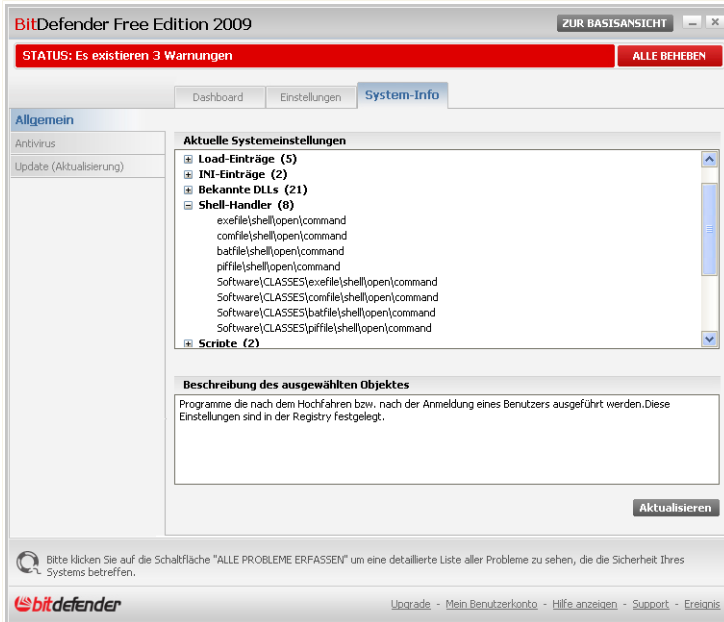 BitDefender Free Edition 2009
ZUR BASISANSICHT
STATUS: Es existieren 3 Warnungen
ALLE BEHEBEN
Dashboard
Einstellungen
System-Info
Allgemein
Antivirus
Update (Aktualisierung)
Aktuelle Systemeinstellungen
Load-Einträge (5)
INI-Einträge (2)
Bekannte DLLs (21)
Shell-Handler (8)
exefile\shell\open\command
comfile\shell\open\command
batfile\shell\open\command
piffile\shell\open\command
Software\CLASSES\exefile\shell\open\command
Software\CLASSES\comfile\shell\open\command
Software\CLASSES\batfile\shell\open\command
Software\CLASSES\piffile\shell\open\command
Scripte (2)
Beschreibung des ausgewählten Objektes
Programme die nach dem Hochfahren bzw. nach der Anmeldung eines Benutzers ausgeführt werden.Diese
Einstellungen sind in der Registry festgelegt.
Aktualisieren
Bitte klicken Sie auf die Schaltfläche "ALLE PROBLEME ERFASSEN" um eine detaillierte Liste aller Probleme zu sehen, die die Sicherheit Ihres
Systems betreffen.
bitdefender
Upgrade - Mein Benutzerkonto - Hilfe anzeigen - Support - Ereignis